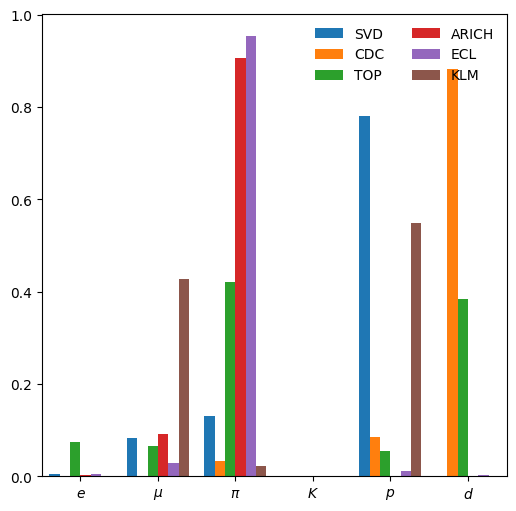 1.0
0.8
0.6
0.4
0.2
0.0
SVD
CDC
TOP
ARICH
ECL
KLM
e μ π K p d